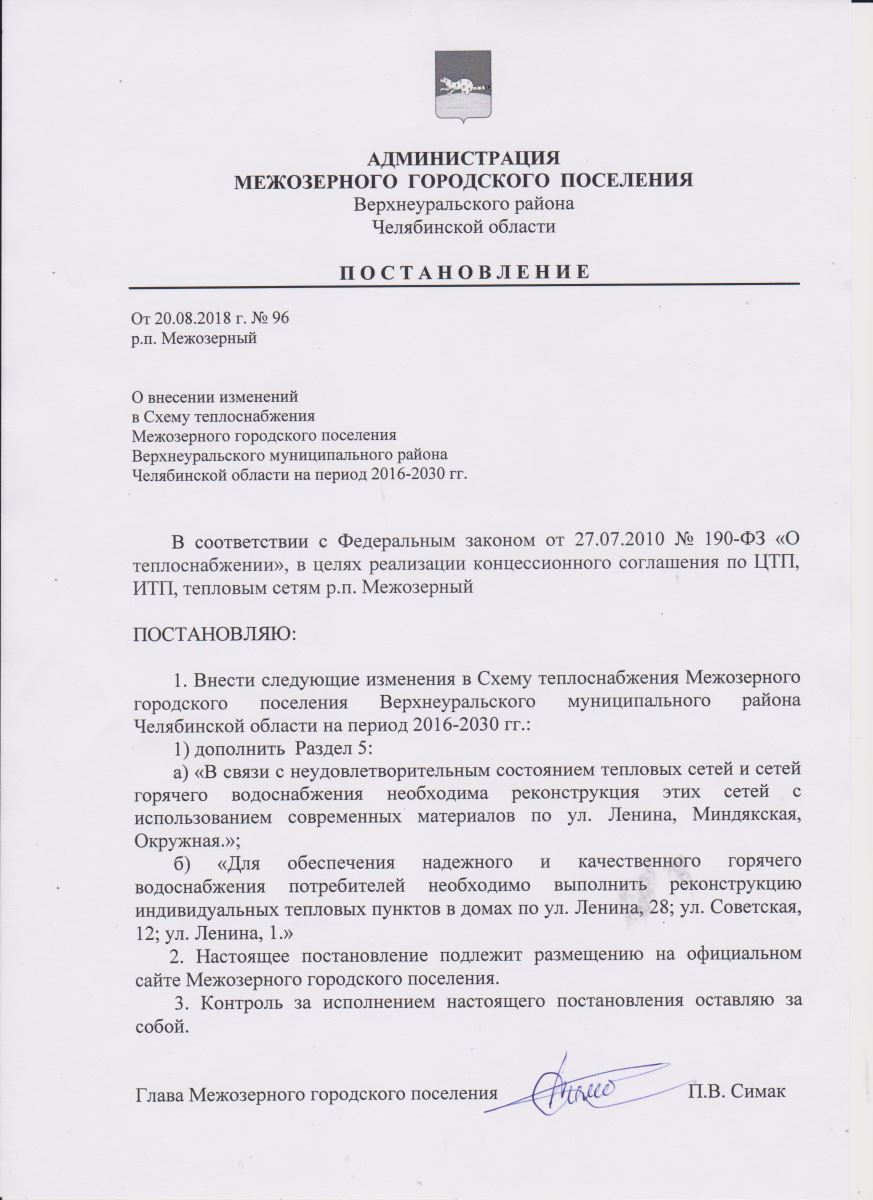 АДМИНИСТРАЦИЯ
МЕЖОЗЕРНОГО ГОРОДСКОГО ПОСЕЛЕНИЯ
Верхнеуральского района
Челябинской области
П О С Т А Н О В Л Е Н И Е
От 20.08.2018 г. № 96
р.п. Межозерный
О внесении изменений
в Схему теплоснабжения
Межозерного городского поселения
Верхнеуральского муниципального района
Челябинской области на период 2016-2030 гг.
В соответствии с Федеральным законом от 27.07.2010 № 190-ФЗ «О
теплоснабжении», в целях реализации концессионного соглашения по ЦТП,
ИТП, тепловым сетям р.п. Межозерный
ПОСТАНОВЛЯЮ:
1. Внести следующие изменения в Схему теплоснабжения Межозерного
городского поселения Верхнеуральского муниципального района
Челябинской области на период 2016-2030 гг.:
1) дополнить Раздел 5:
а) «В связи с неудовлетворительным состоянием тепловых сетей и сетей
горячего водоснабжения необходима реконструкция этих сетей с
использованием современных материалов по ул. Ленина, Миндякская,
Окружная.»;
б) «Для обеспечения надежного и качественного горячего
водоснабжения потребителей необходимо выполнить реконструкцию
индивидуальных тепловых пунктов в домах по ул. Ленина, 28; ул. Советская,
12; ул. Ленина, 1.»
2. Настоящее постановление подлежит размещению на официальном
сайте Межозерного городского поселения.
3. Контроль за исполнением настоящего постановления оставляю за
собой.
Глава Межозерного городского поселения П.В. Симак